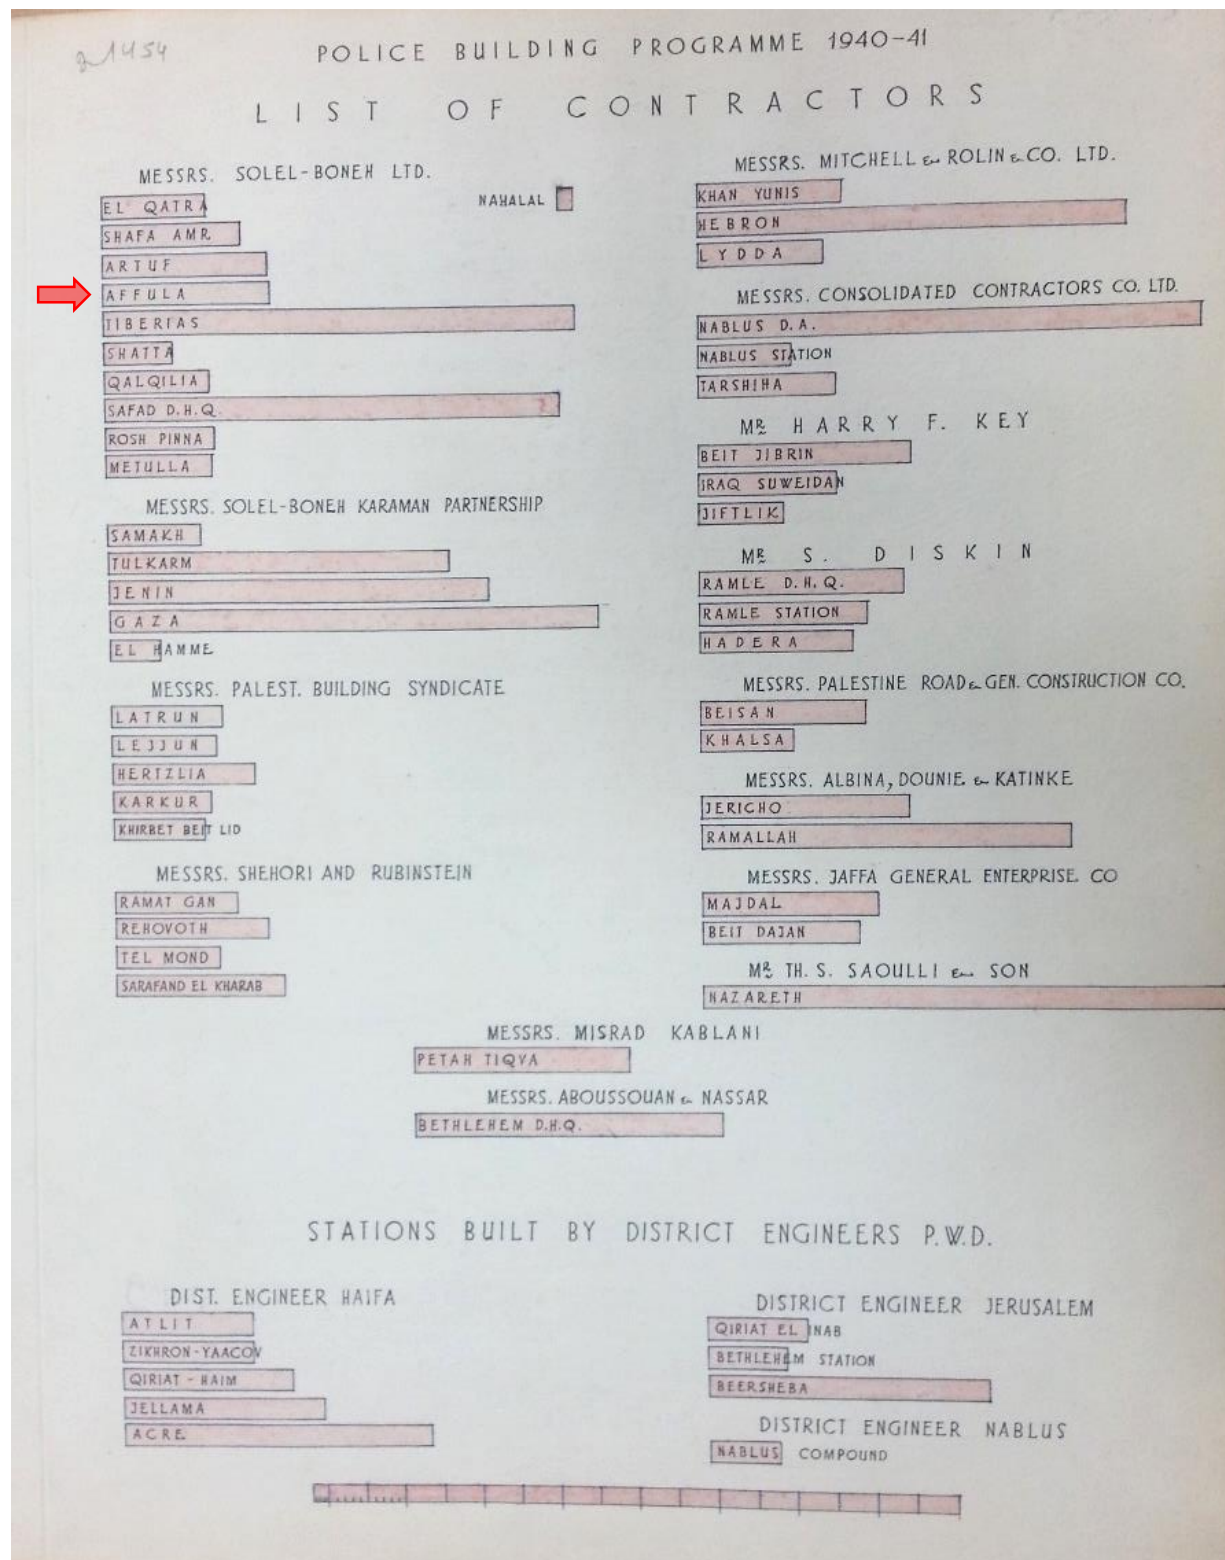 21454
POLICE BUILDING PROGRAMME 1940-41
LIST OF CONTRACTORS
MESSRS. SOLEL-BONEH LTD.
NAHALAL
EL QATRA
SHAFA AMR.
ARTUF
AFFULA
TIBERIAS
SHATTA
QALQILIA
SAFAD D.H.Q.
ROSH PINNA
METULLA
MESSRS. SOLEL-BONEH KARAMAN PARTNERSHIP
SAMAKH
TULKARM
JENIN
GAZA
EL HAMME
MESSRS. PALEST. BUILDING SYNDICATE
LATRUN
LEJJUN
HERTZLIA
KARKUR
KHIRBET BEIT LID
MESSRS. SHEHORI AND RUBINSTEIN
RAMAT GAN
REHOVOTH
TEL MOND
SARAFAND EL KHARAB
MESSRS. MITCHELL & ROLIN & CO. LTD.
KHAN YUNIS
HEBRON
LYDDA
MESSRS. CONSOLIDATED CONTRACTORS CO. LTD.
NABLUS D.A.
NABLUS STATION
TARSHIHA
MR. HARRY F. KEY
BEIT JIBRIN
IRAQ SUWEIDAN
JIFTLIK
MR. S. DISKIN
RAMLE D.H.Q.
RAMLE STATION
HADERA
MESSRS. PALESTINE ROAD & GEN. CONSTRUCTION CO.
BEISAN
KHALSA
MESSRS. ALBINA, DOUNIE & KATINKE
JERICHO
RAMALLAH
MESSRS. JAFFA GENERAL ENTERPRISE CO
MAJDAL
BEIT DAJAN
MR. TH. S. SAOULLI & SON
NAZARETH
MESSRS. MISRAD KABLANI
PETAH TIQVA
MESSRS. ABOUSSOUAN & NASSAR
BETHLEHEM D.H.Q.
STATIONS BUILT BY DISTRICT ENGINEERS P.W.D.
DIST. ENGINEER HAIFA
ATLIT
ZIKHRON-YAACOV
QIRIAT-HAIM
JELLAMA
ACRE
DISTRICT ENGINEER JERUSALEM
QIRIAT EL INAB
BETHLEHEM STATION
BEERSHEBA
DISTRICT ENGINEER NABLUS
NABLUS COMPOUND